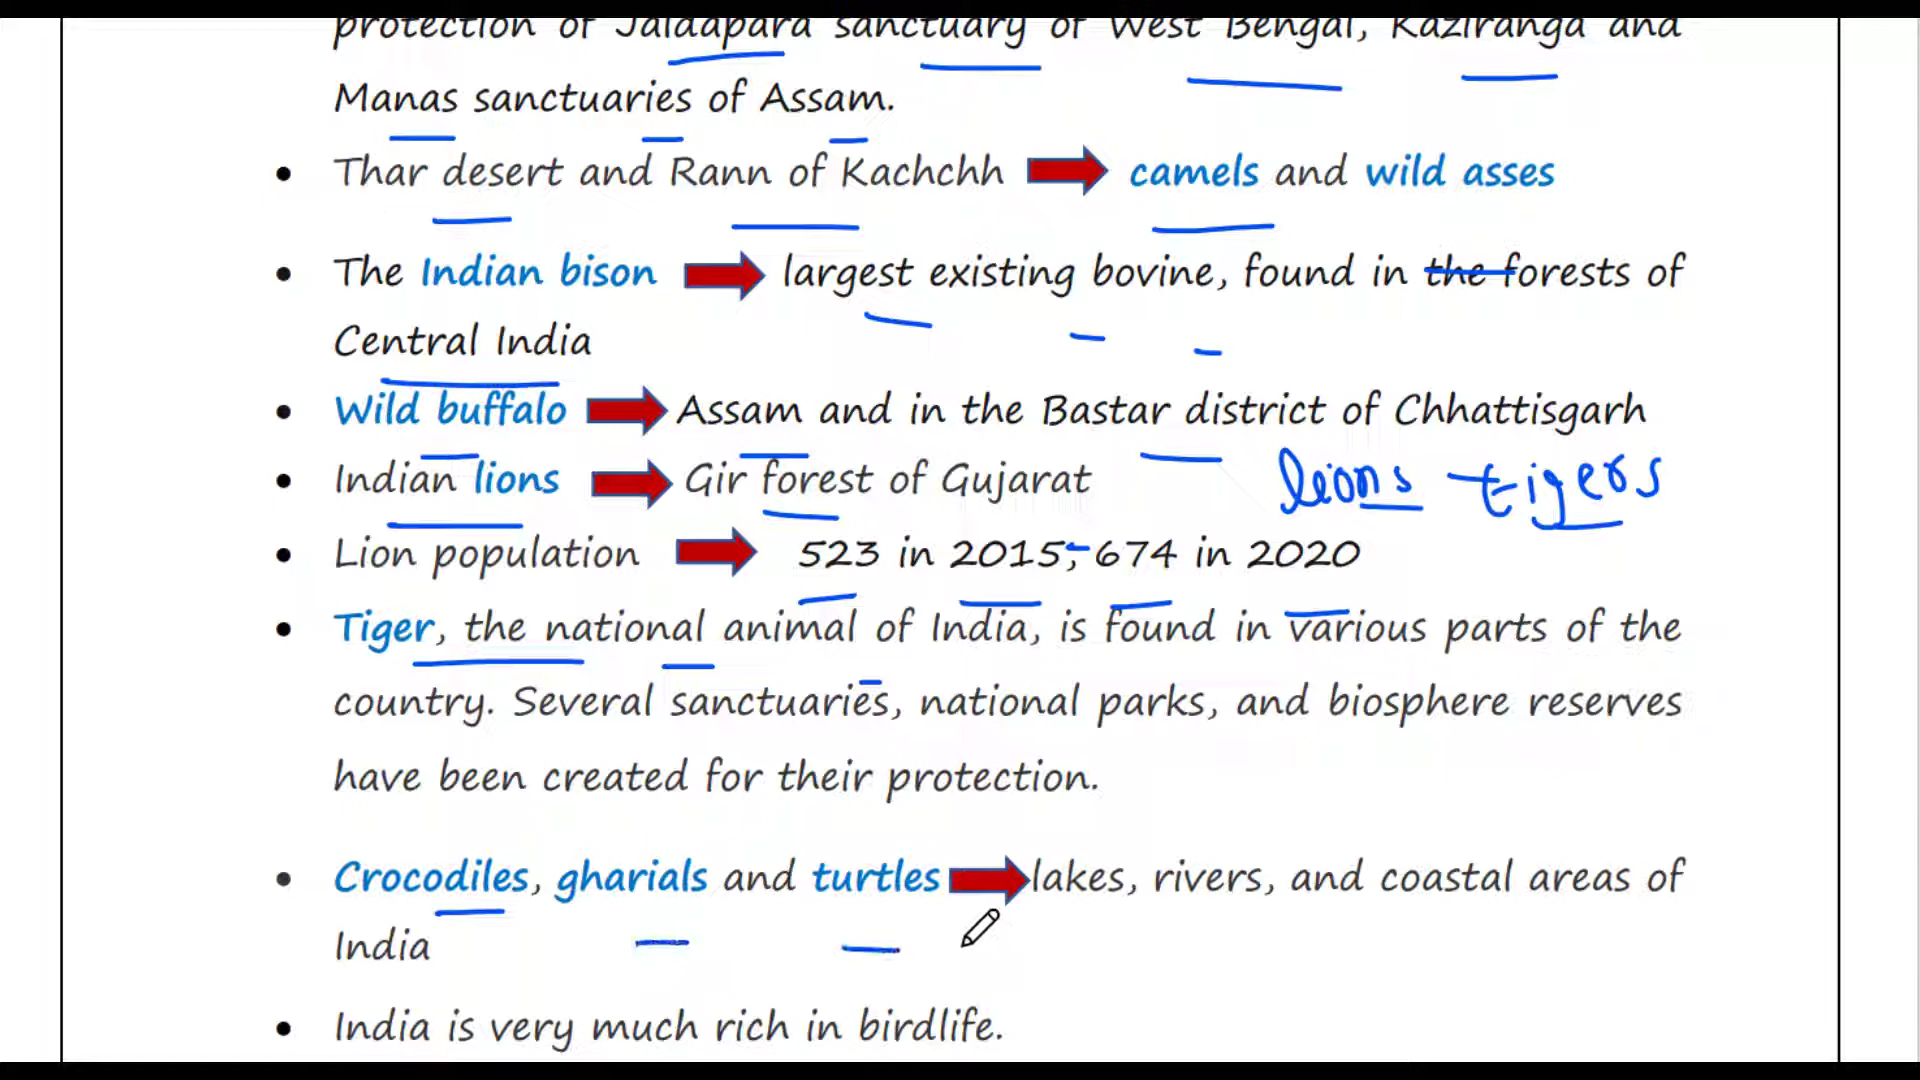 protection of Jaldapara sanctuary of West Bengal, Kaziranga and
Manas sanctuaries of Assam.
• Thar desert and Rann of Kachchh camels and wild asses
• The Indian bison largest existing bovine, found in the forests of
Central India
• Wild buffalo Assam and in the Bastar district of Chhattisgarh
• Indian lions Gir forest of Gujarat lions tigers
• Lion population 523 in 2015, 674 in 2020
• Tiger, the national animal of India, is found in various parts of the
country. Several sanctuaries, national parks, and biosphere reserves
have been created for their protection.
• Crocodiles, gharials and turtles lakes, rivers, and coastal areas of
India
• India is very much rich in birdlife.